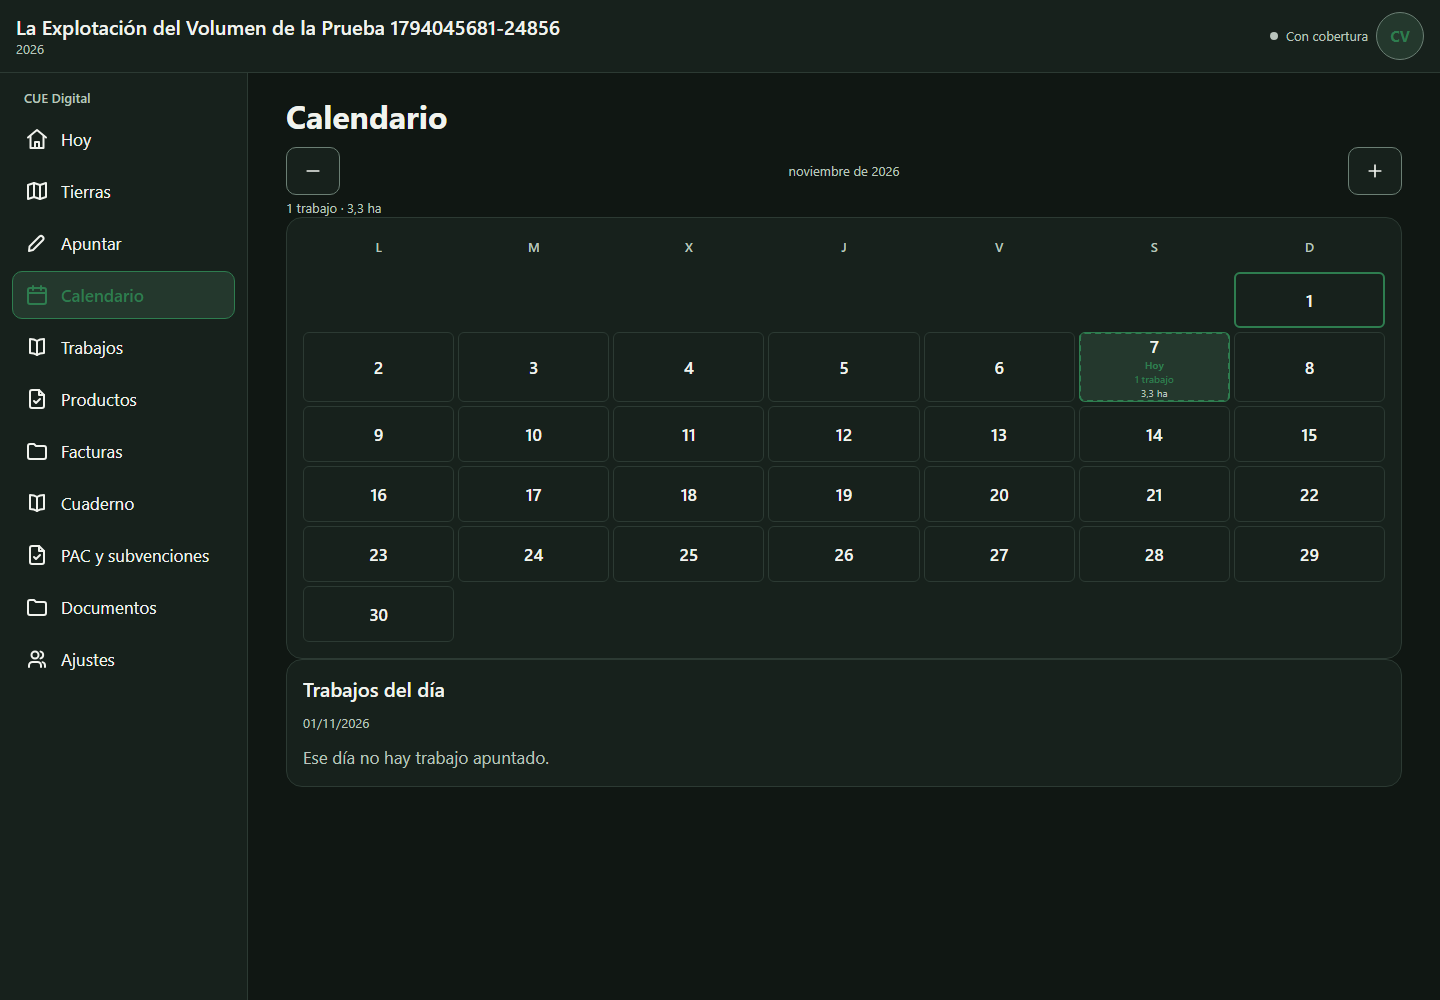 La Explotación del Volumen de la Prueba 1794045681-24856
2026
Con cobertura
CV
CUE Digital
Hoy
Tierras
Apuntar
Calendario
Trabajos
Productos
Facturas
Cuaderno
PAC y subvenciones
Documentos
Ajustes
Calendario
noviembre de 2026
1 trabajo · 3,3 ha
L M X J V S D
1
2 3 4 5 6 7 8
Hoy
1 trabajo
3,3 ha
9 10 11 12 13 14 15
16 17 18 19 20 21 22
23 24 25 26 27 28 29
30
Trabajos del día
01/11/2026
Ese día no hay trabajo apuntado.